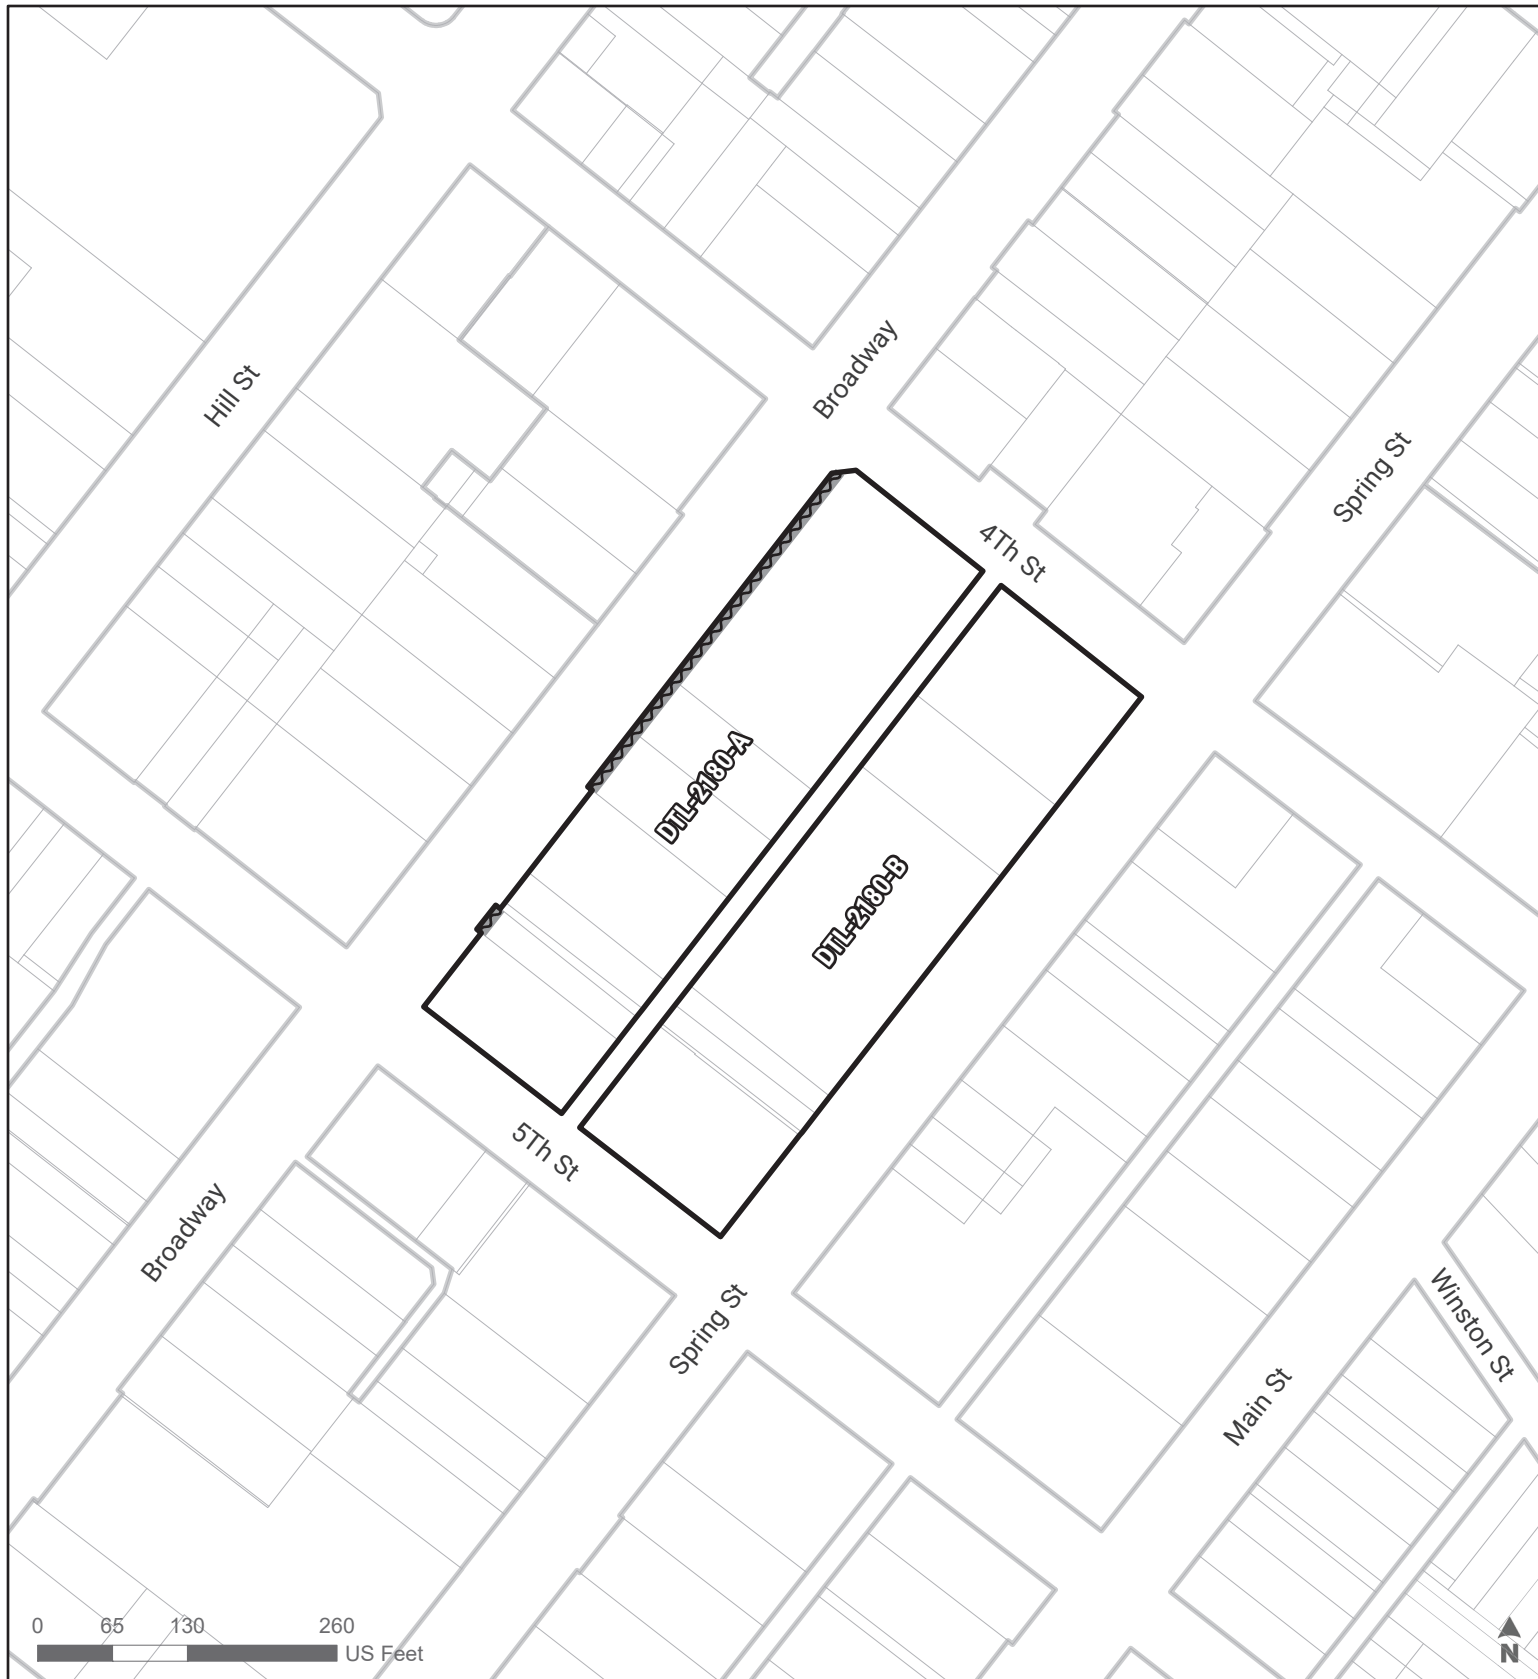 Broadway
Hill St
Spring St
4Th St
DTL-2180-A
DTL-2180-B
5Th St
Broadway
Spring St
Winston St
Main St
0 65 130 260
US Feet
N